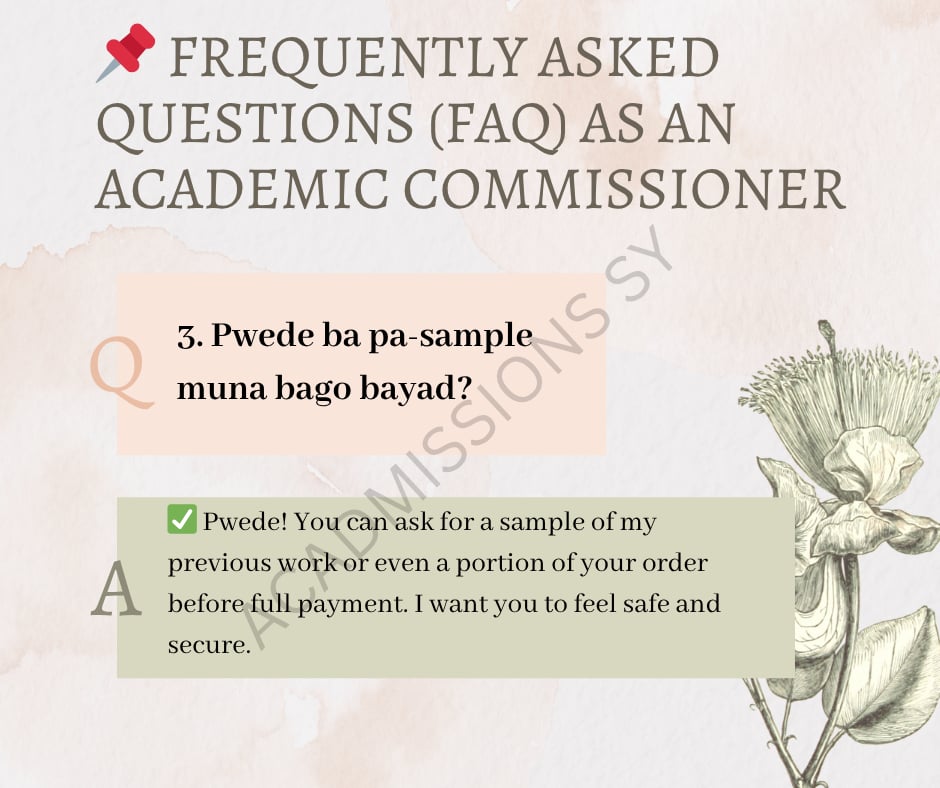 📌 FREQUENTLY ASKED
QUESTIONS (FAQ) AS AN
ACADEMIC COMMISSIONER
Q
3. Pwede ba pa-sample
muna bago bayad?
A
✅ Pwede! You can ask for a sample of my
previous work or even a portion of your order
before full payment. I want you to feel safe and
secure.
ACADMISSIONS SY